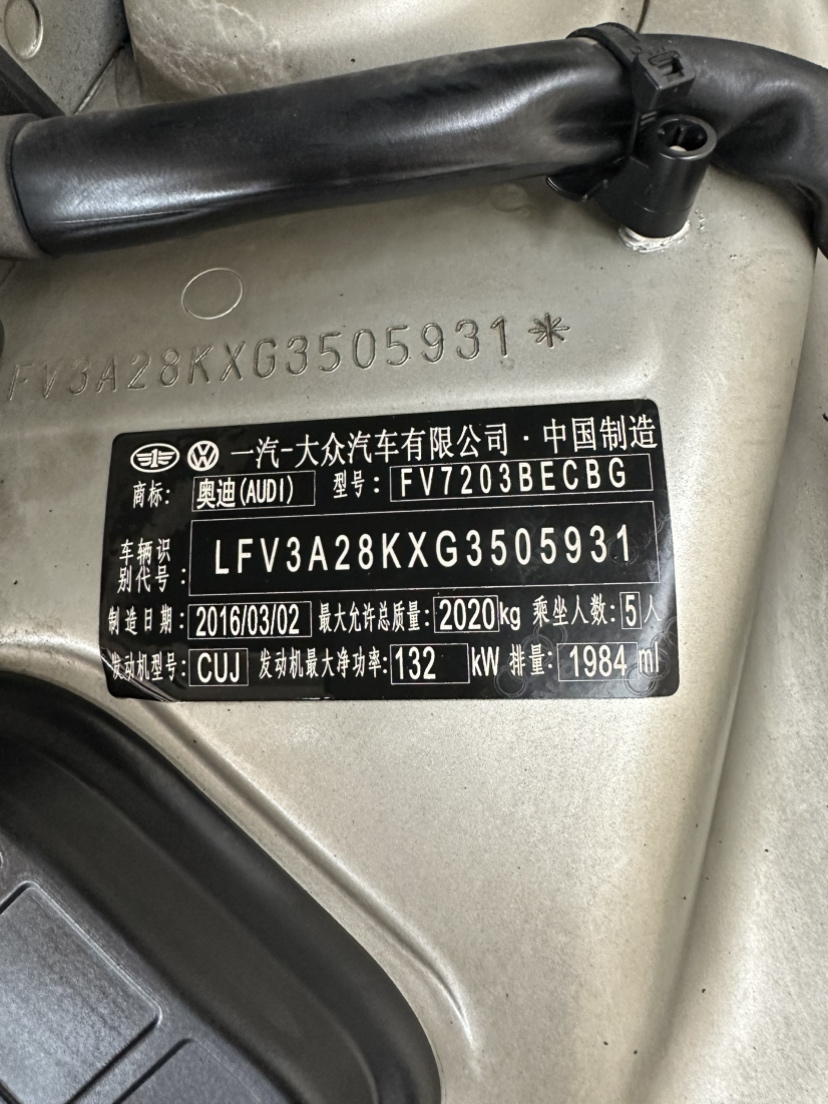 FV3A28KXG3505931*
一汽-大众汽车有限公司·中国制造
商标: 奥迪(AUDI) 型号: FV7203BECBG
车辆识别代号: LFV3A28KXG3505931
制造日期: 2016/03/02 最大允许总质量: 2020kg 乘坐人数: 5人
发动机型号: CUJ 发动机最大净功率: 132 kW 排量: 1984 ml